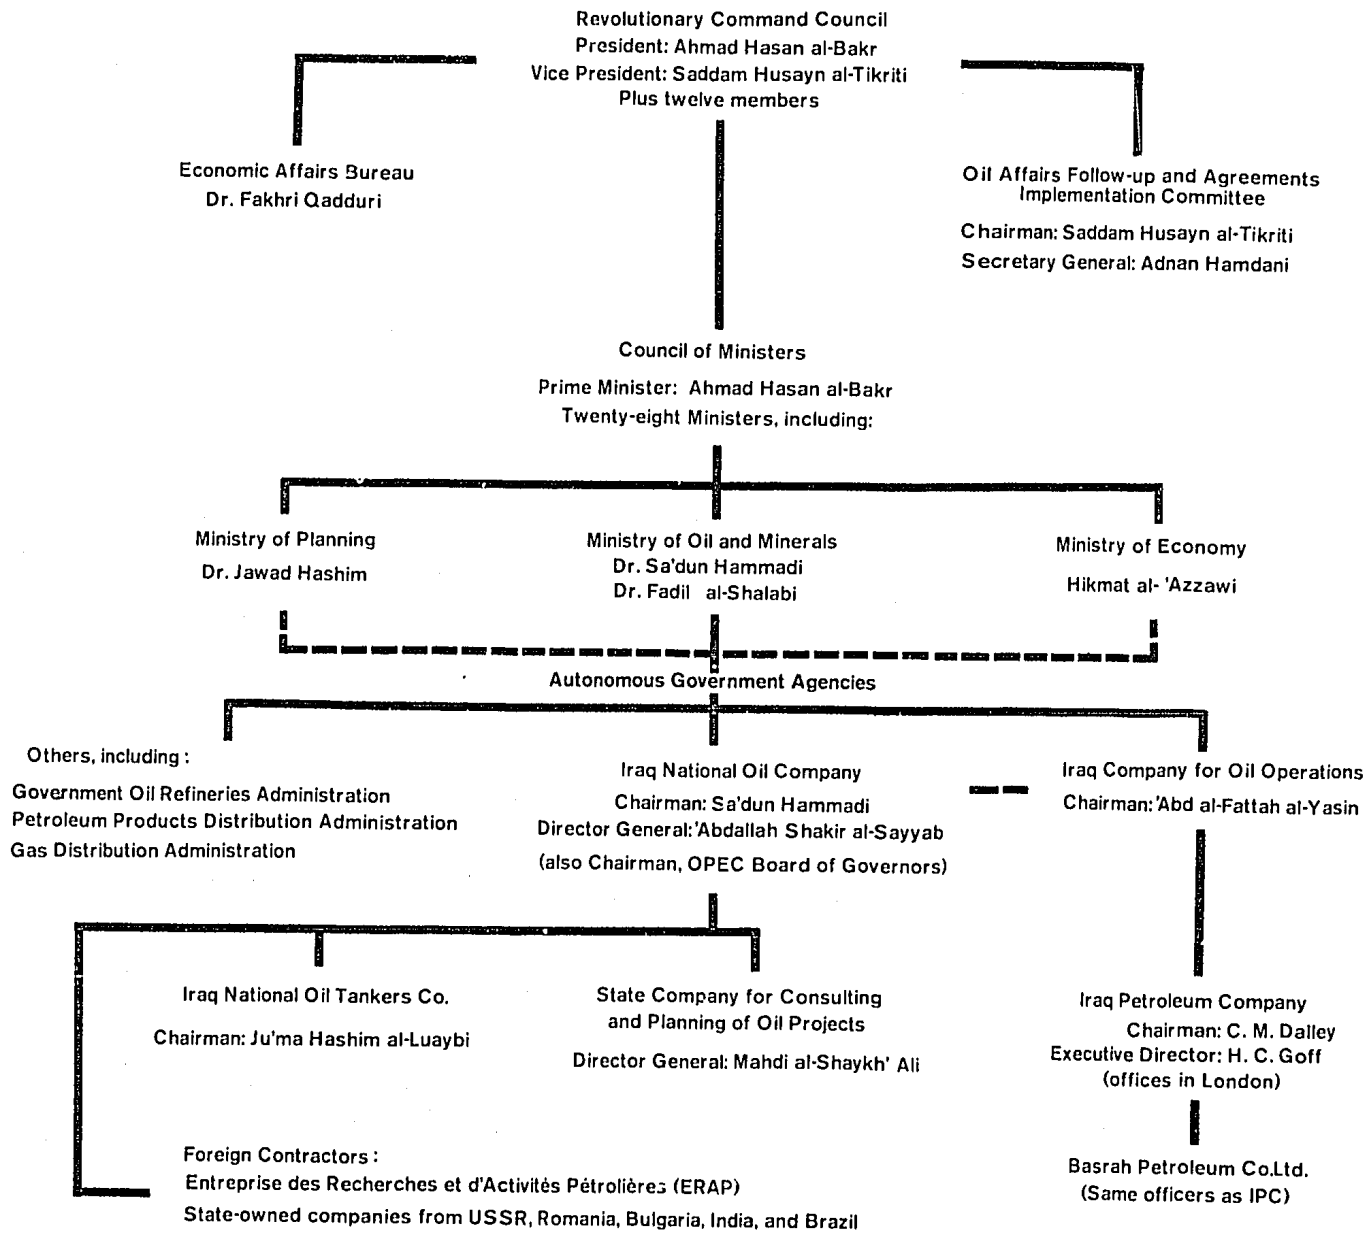 Revolutionary Command Council
President: Ahmad Hasan al-Bakr
Vice President: Saddam Husayn al-Tikriti
Plus twelve members
Economic Affairs Bureau
Dr. Fakhri Qadduri
Oil Affairs Follow-up and Agreements
Implementation Committee
Chairman: Saddam Husayn al-Tikriti
Secretary General: Adnan Hamdani
Council of Ministers
Prime Minister: Ahmad Hasan al-Bakr
Twenty-eight Ministers, including:
Ministry of Planning
Dr. Jawad Hashim
Ministry of Oil and Minerals
Dr. Sa'dun Hammadi
Dr. Fadil al-Shalabi
Ministry of Economy
Hikmat al- 'Azzawi
Autonomous Government Agencies
Others, including :
Government Oil Refineries Administration
Petroleum Products Distribution Administration
Gas Distribution Administration
Iraq National Oil Company
Chairman: Sa'dun Hammadi
Director General: 'Abdallah Shakir al-Sayyab
(also Chairman, OPEC Board of Governors)
Iraq Company for Oil Operations
Chairman: 'Abd al-Fattah al-Yasin
Iraq National Oil Tankers Co.
Chairman: Ju'ma Hashim al-Luaybi
State Company for Consulting
and Planning of Oil Projects
Director General: Mahdi al-Shaykh' Ali
Iraq Petroleum Company
Chairman: C. M. Dalley
Executive Director: H. C. Goff
(offices in London)
Basrah Petroleum Co.Ltd.
(Same officers as IPC)
Foreign Contractors :
Entreprise des Recherches et d'Activités Pétrolières (ERAP)
State-owned companies from USSR, Romania, Bulgaria, India, and Brazil